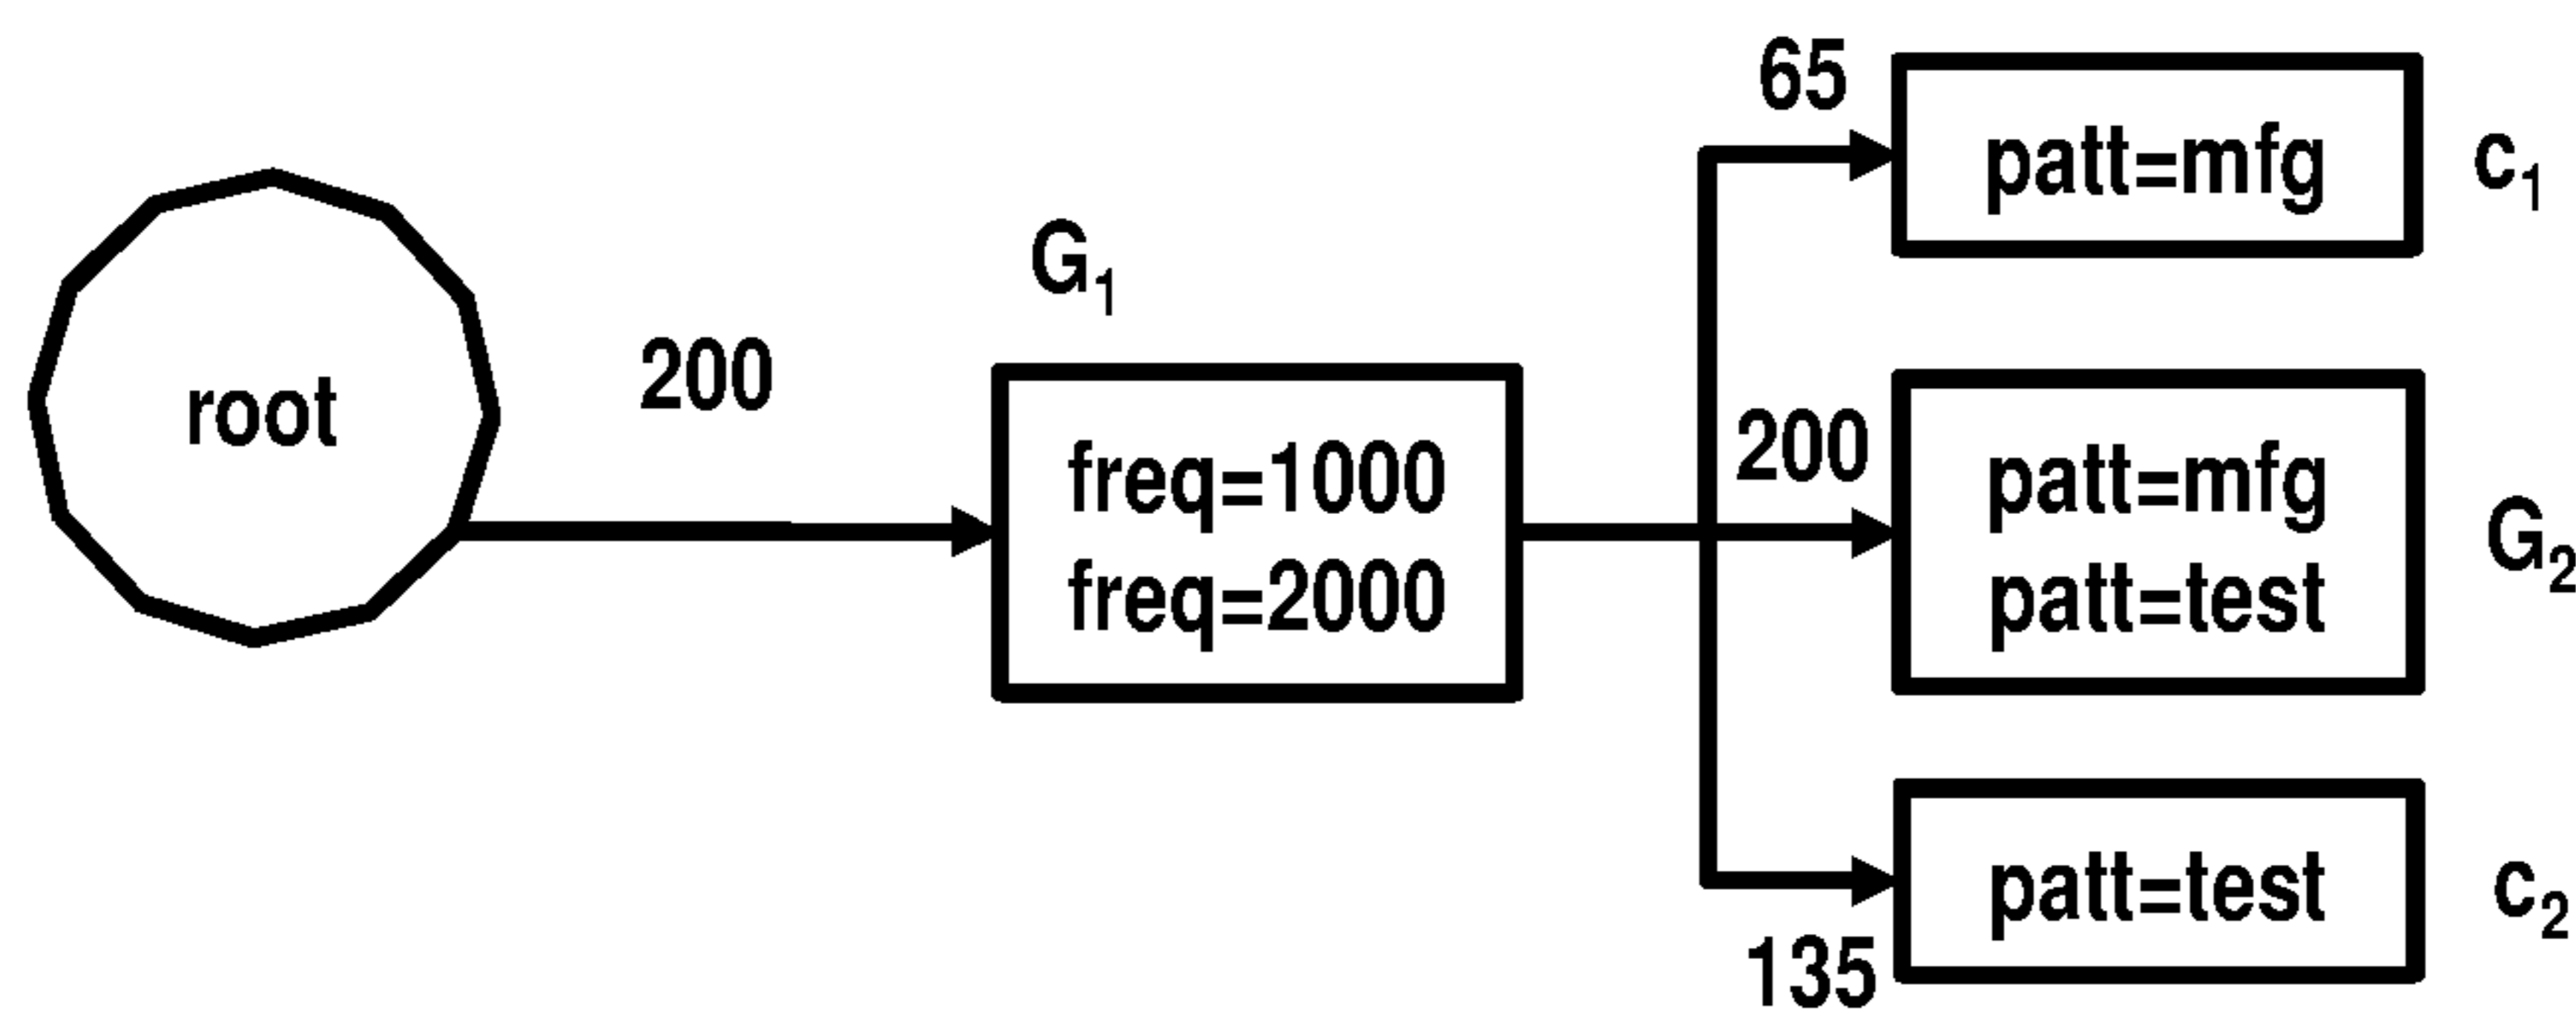 root
200
G₁
freq=1000
freq=2000
65
patt=mfg
c₁
200
patt=mfg
patt=test
G₂
135
patt=test
c₂